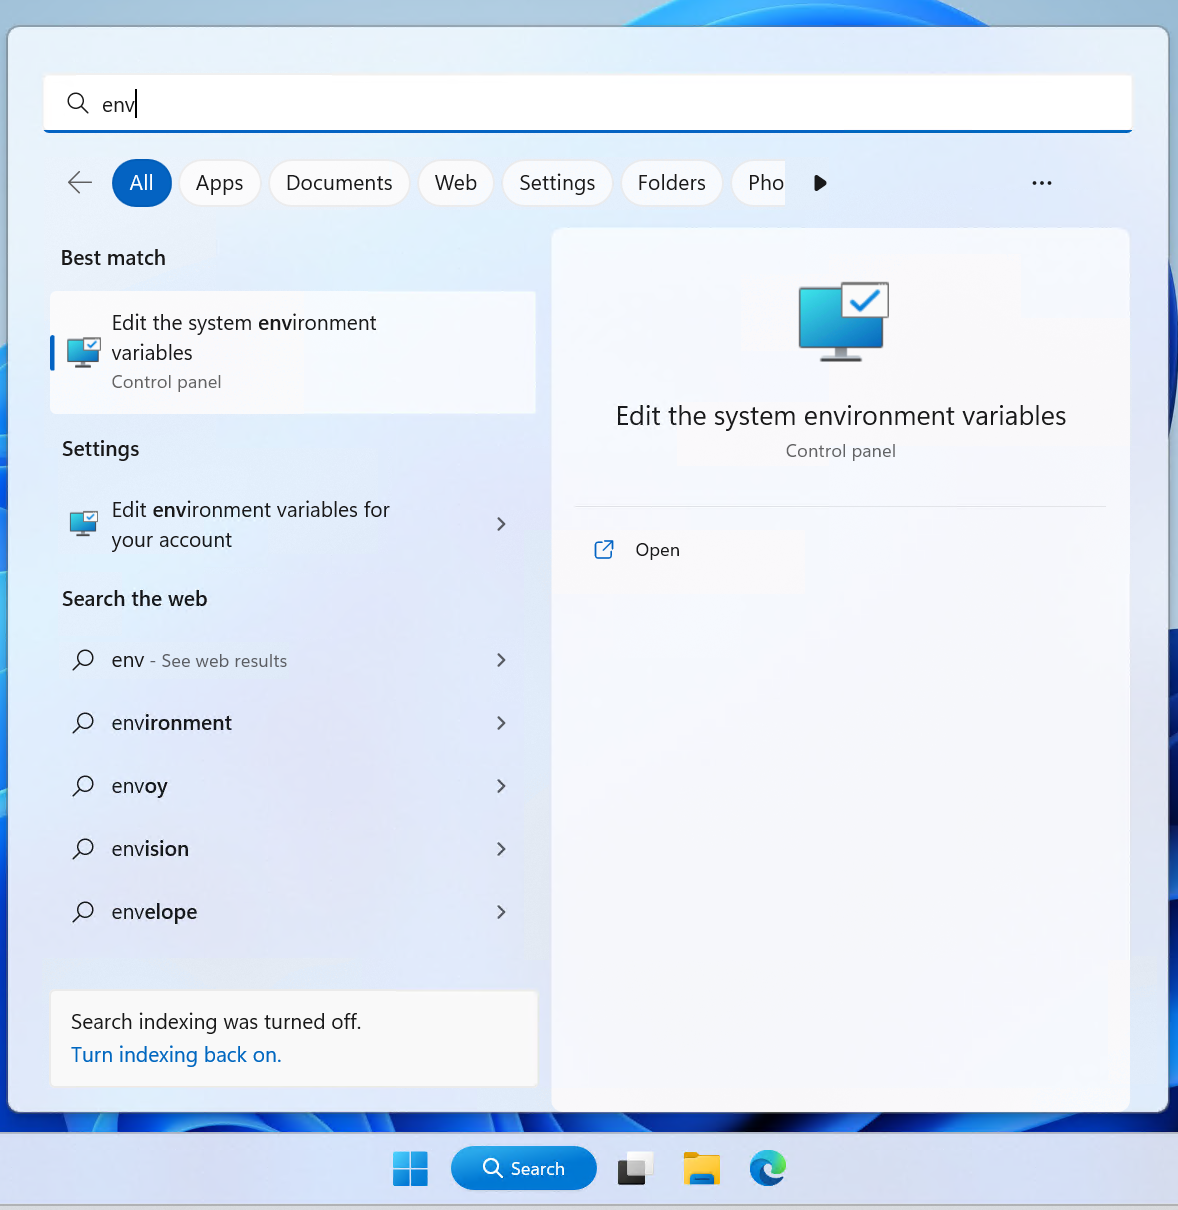 env
All Apps Documents Web Settings Folders Pho
Best match
Edit the system environment
variables
Control panel
Settings
Edit environment variables for
your account
Search the web
env - See web results
environment
envoy
envision
envelope
Search indexing was turned off.
Turn indexing back on.
Edit the system environment variables
Control panel
Open
Search